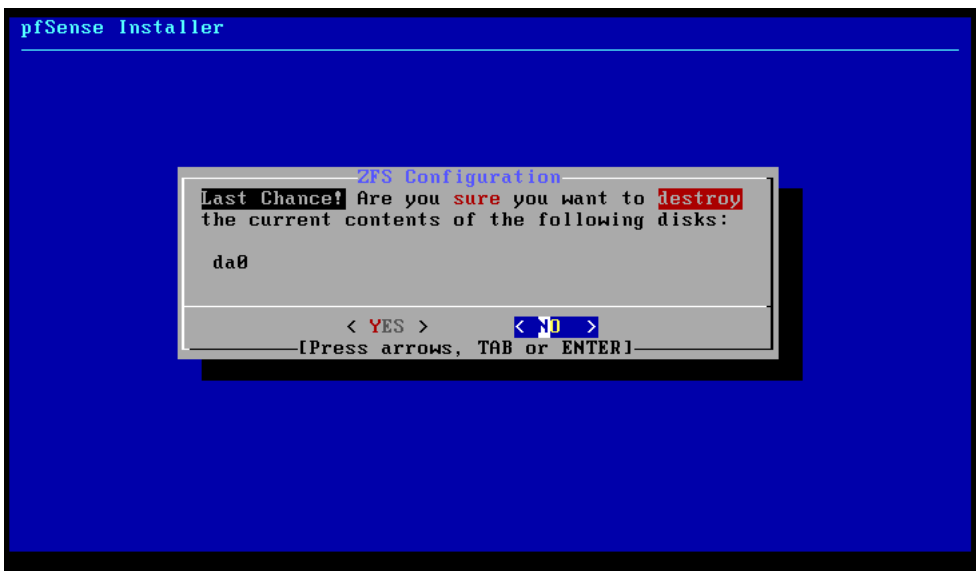 pfSense Installer
ZFS Configuration
Last Chance! Are you sure you want to destroy
the current contents of the following disks:
da0
< YES > < NO >
[Press arrows, TAB or ENTER]